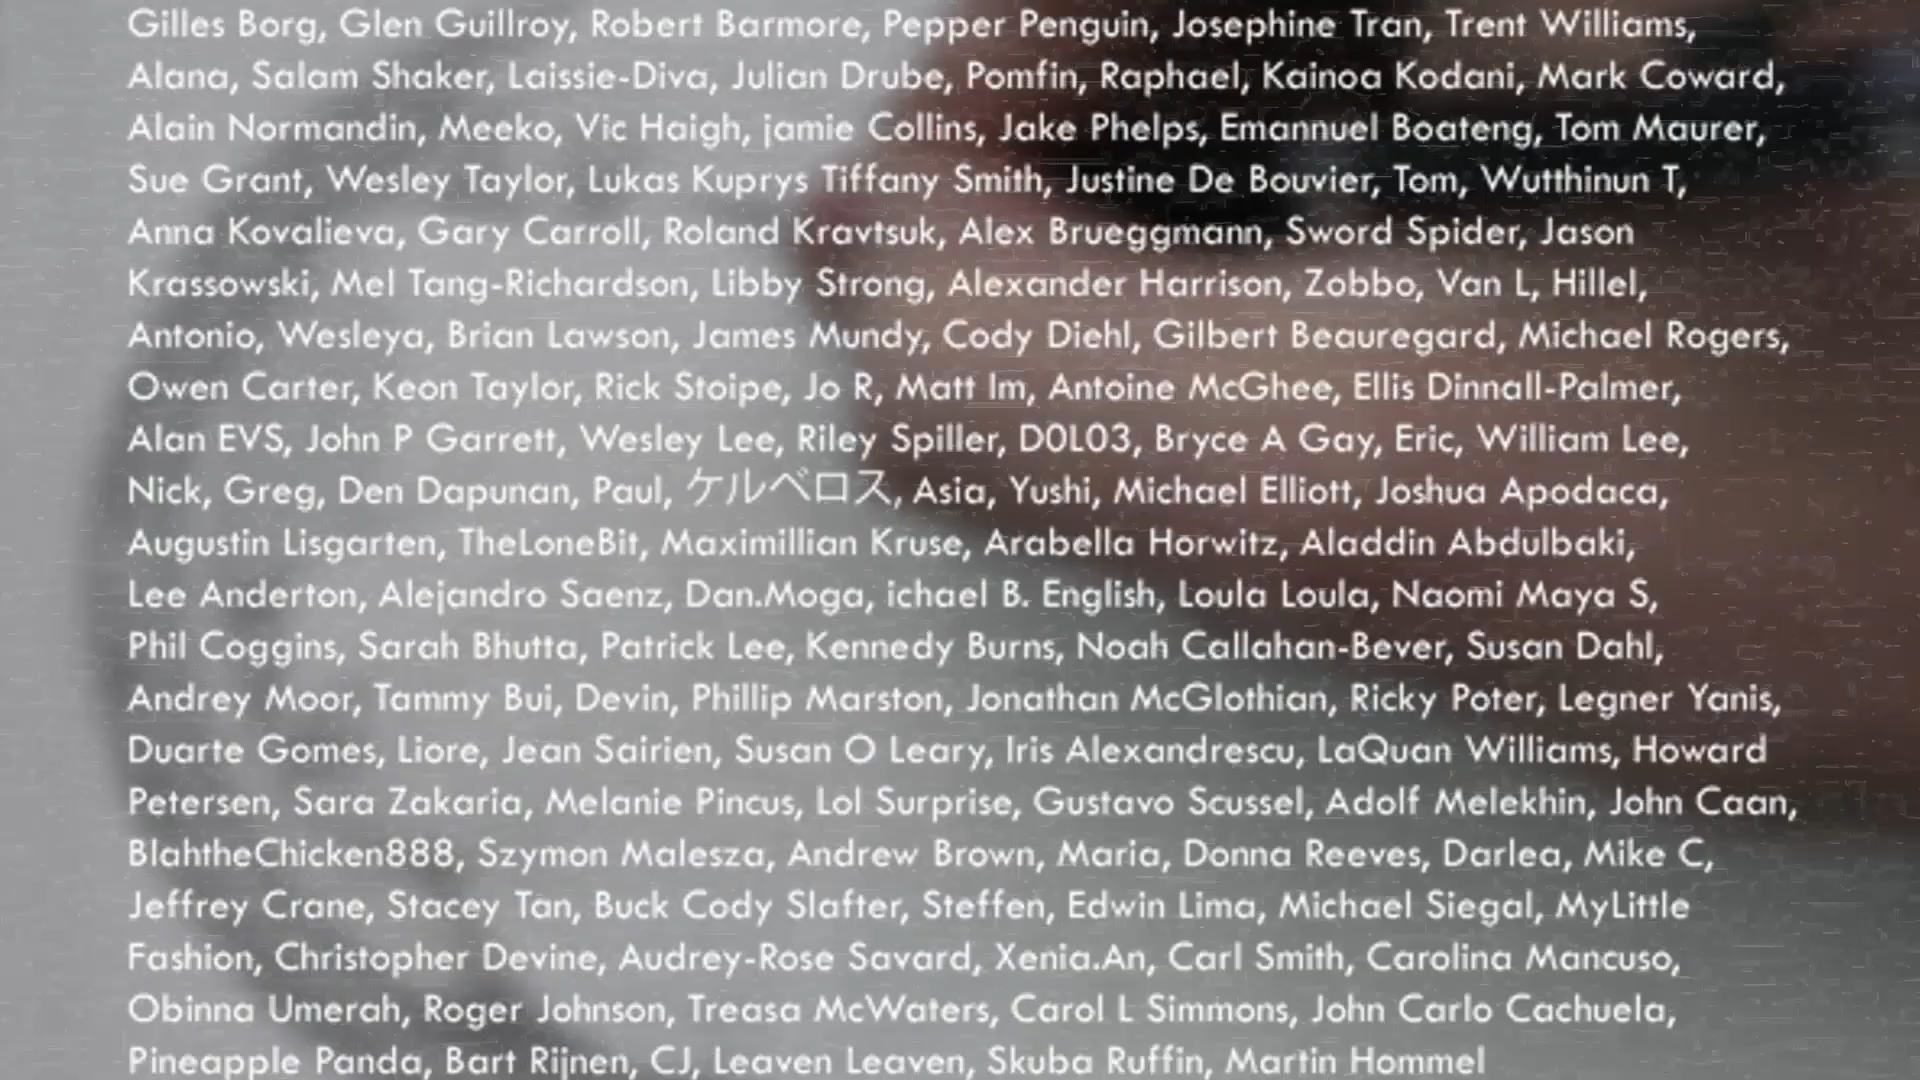 Gilles Borg, Glen Guillroy, Robert Barmore, Pepper Penguin, Josephine Tran, Trent Williams,
Alana, Salam Shaker, Laissie-Diva, Julian Drube, Pomfin, Raphael, Kainoa Kodani, Mark Coward,
Alain Normandin, Meeko, Vic Haigh, jamie Collins, Jake Phelps, Emannuel Boateng, Tom Maurer,
Sue Grant, Wesley Taylor, Lukas Kuprys Tiffany Smith, Justine De Bouvier, Tom, Wutthinun T,
Anna Kovalieva, Gary Carroll, Roland Kravtsuk, Alex Brueggmann, Sword Spider, Jason
Krassowski, Mel Tang-Richardson, Libby Strong, Alexander Harrison, Zobbo, Van L, Hillel,
Antonio, Wesleya, Brian Lawson, James Mundy, Cody Diehl, Gilbert Beauregard, Michael Rogers,
Owen Carter, Keon Taylor, Rick Stoipe, Jo R, Matt Im, Antoine McGhee, Ellis Dinnall-Palmer,
Alan EVS, John P Garrett, Wesley Lee, Riley Spiller, D0L03, Bryce A Gay, Eric, William Lee,
Nick, Greg, Den Dapunan, Paul, ケルベロス, Asia, Yushi, Michael Elliott, Joshua Apodaca,
Augustin Lisgarten, TheLoneBit, Maximillian Kruse, Arabella Horwitz, Aladdin Abdulbaki,
Lee Anderton, Alejandro Saenz, Dan.Moga, ichael B. English, Loula Loula, Naomi Maya S,
Phil Coggins, Sarah Bhutta, Patrick Lee, Kennedy Burns, Noah Callahan-Bever, Susan Dahl,
Andrey Moor, Tammy Bui, Devin, Phillip Marston, Jonathan McGlothian, Ricky Poter, Legner Yanis,
Duarte Gomes, Liore, Jean Sairien, Susan O Leary, Iris Alexandrescu, LaQuan Williams, Howard
Petersen, Sara Zakaria, Melanie Pincus, Lol Surprise, Gustavo Scussel, Adolf Melekhin, John Caan,
BlahtheChicken888, Szymon Malesza, Andrew Brown, Maria, Donna Reeves, Darlea, Mike C,
Jeffrey Crane, Stacey Tan, Buck Cody Slafter, Steffen, Edwin Lima, Michael Siegal, MyLittle
Fashion, Christopher Devine, Audrey-Rose Savard, Xenia.An, Carl Smith, Carolina Mancuso,
Obinna Umerah, Roger Johnson, Treasa McWaters, Carol L Simmons, John Carlo Cachuela,
Pineapple Panda, Bart Rijnen, CJ, Leaven Leaven, Skuba Ruffin, Martin Hommel